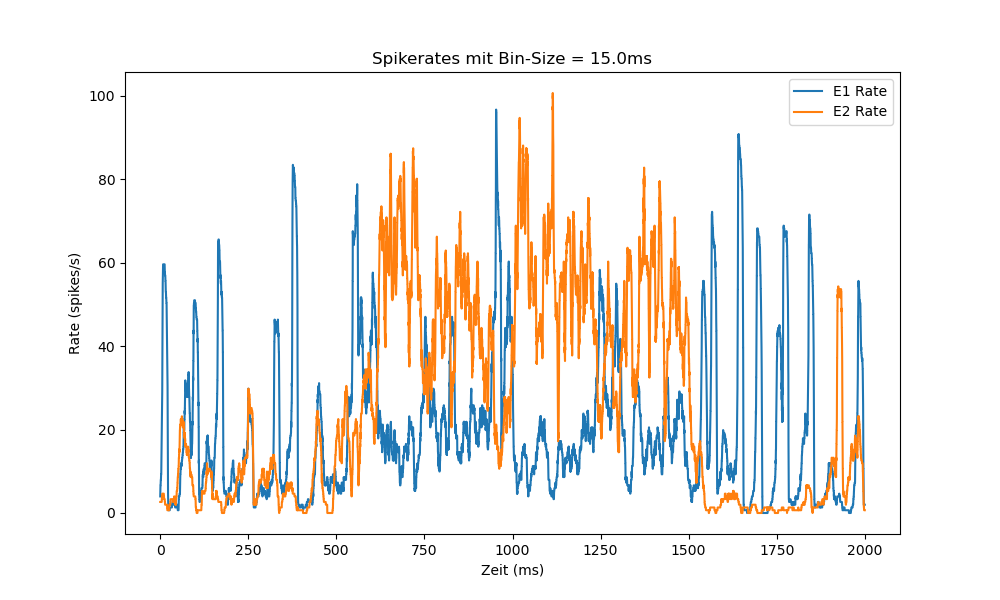 Spikerates mit Bin-Size = 15.0ms
E1 Rate
E2 Rate
100
80
60
40
20
0
Rate (spikes/s)
0 250 500 750 1000 1250 1500 1750 2000
Zeit (ms)